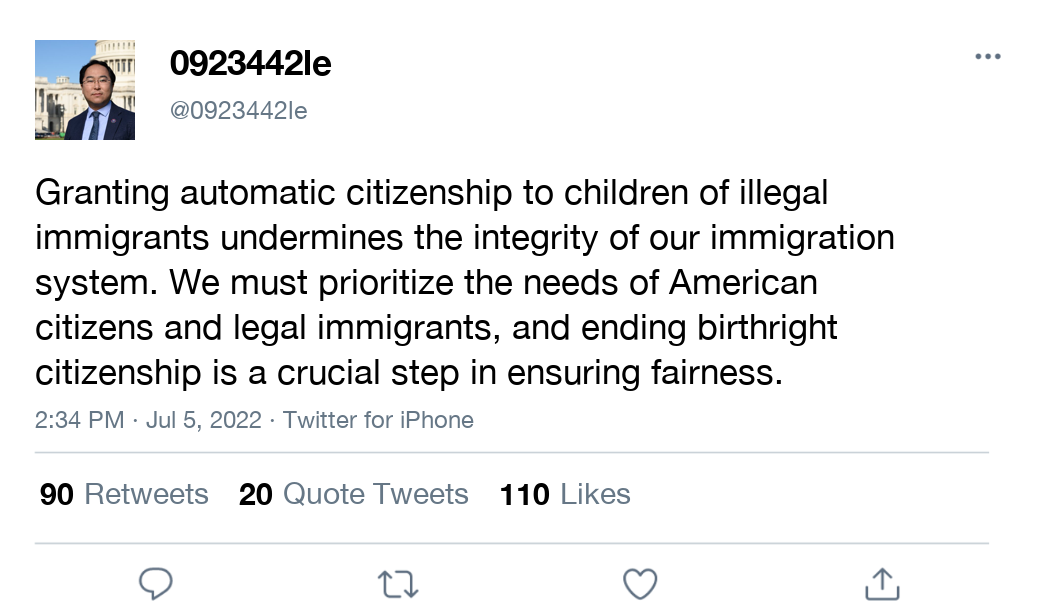 0923442le
@0923442le
Granting automatic citizenship to children of illegal
immigrants undermines the integrity of our immigration
system. We must prioritize the needs of American
citizens and legal immigrants, and ending birthright
citizenship is a crucial step in ensuring fairness.
2:34 PM · Jul 5, 2022 · Twitter for iPhone
90 Retweets 20 Quote Tweets 110 Likes